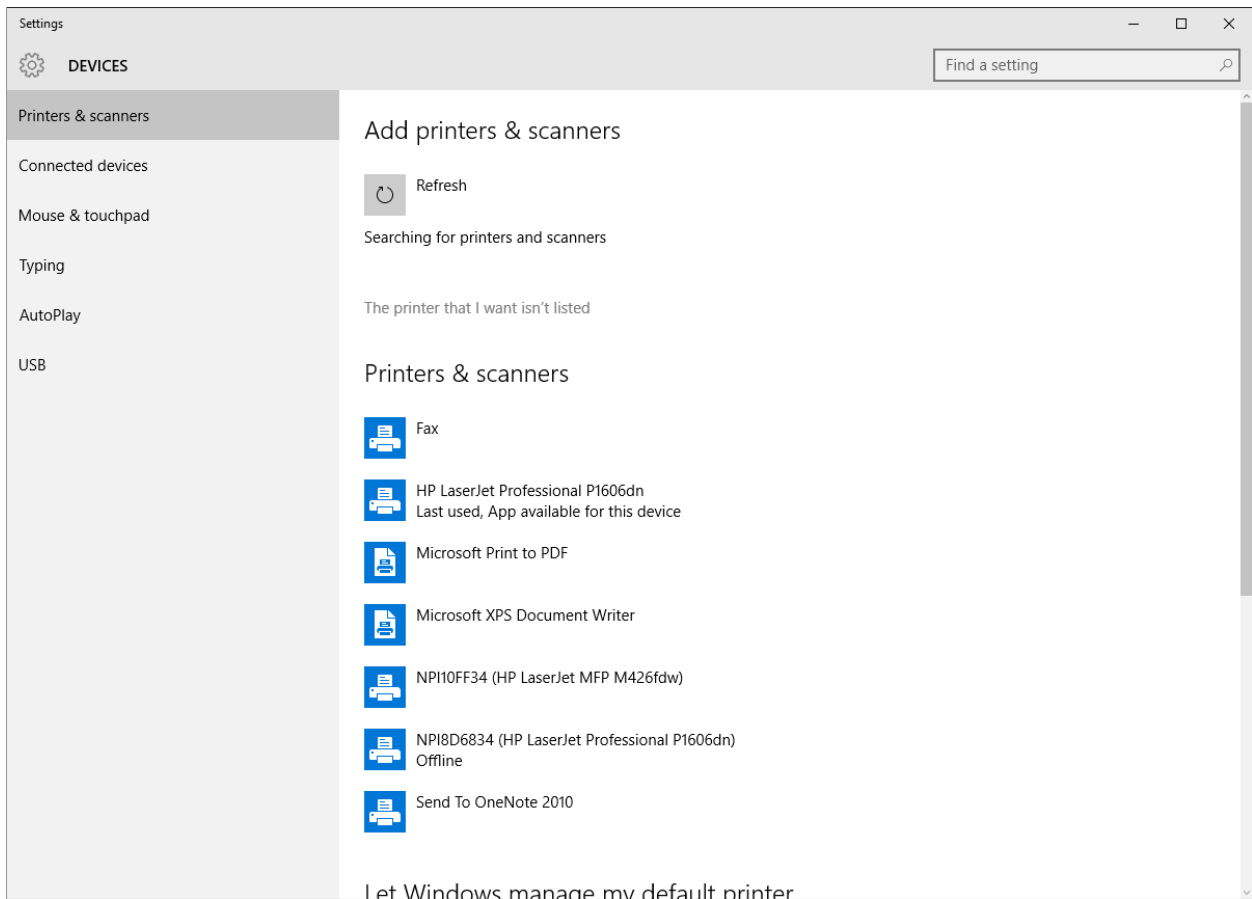 Settings
DEVICES
Find a setting
Printers & scanners
Connected devices
Mouse & touchpad
Typing
AutoPlay
USB
Add printers & scanners
Refresh
Searching for printers and scanners
The printer that I want isn't listed
Printers & scanners
Fax
HP LaserJet Professional P1606dn
Last used, App available for this device
Microsoft Print to PDF
Microsoft XPS Document Writer
NPI10FF34 (HP LaserJet MFP M426fdw)
NPI8D6834 (HP LaserJet Professional P1606dn)
Offline
Send To OneNote 2010
Let Windows manage my default printer